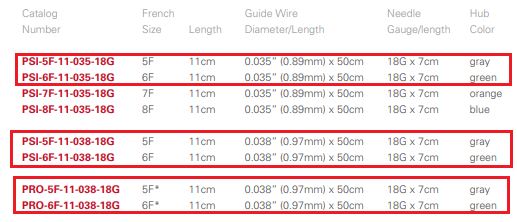 Catalog French Guide Wire Needle Hub
Number Size Length Diameter/Length Gauge/length Color
PSI-5F-11-035-18G 5F 11cm 0.035” (0.89mm) x 50cm 18G x 7cm gray
PSI-6F-11-035-18G 6F 11cm 0.035” (0.89mm) x 50cm 18G x 7cm green
PSI-7F-11-035-18G 7F 11cm 0.035” (0.89mm) x 50cm 18G x 7cm orange
PSI-8F-11-035-18G 8F 11cm 0.035” (0.89mm) x 50cm 18G x 7cm blue
PSI-5F-11-038-18G 5F 11cm 0.038” (0.97mm) x 50cm 18G x 7cm gray
PSI-6F-11-038-18G 6F 11cm 0.038” (0.97mm) x 50cm 18G x 7cm green
PRO-5F-11-038-18G 5F* 11cm 0.038” (0.97mm) x 50cm 18G x 7cm gray
PRO-6F-11-038-18G 6F* 11cm 0.038” (0.97mm) x 50cm 18G x 7cm green